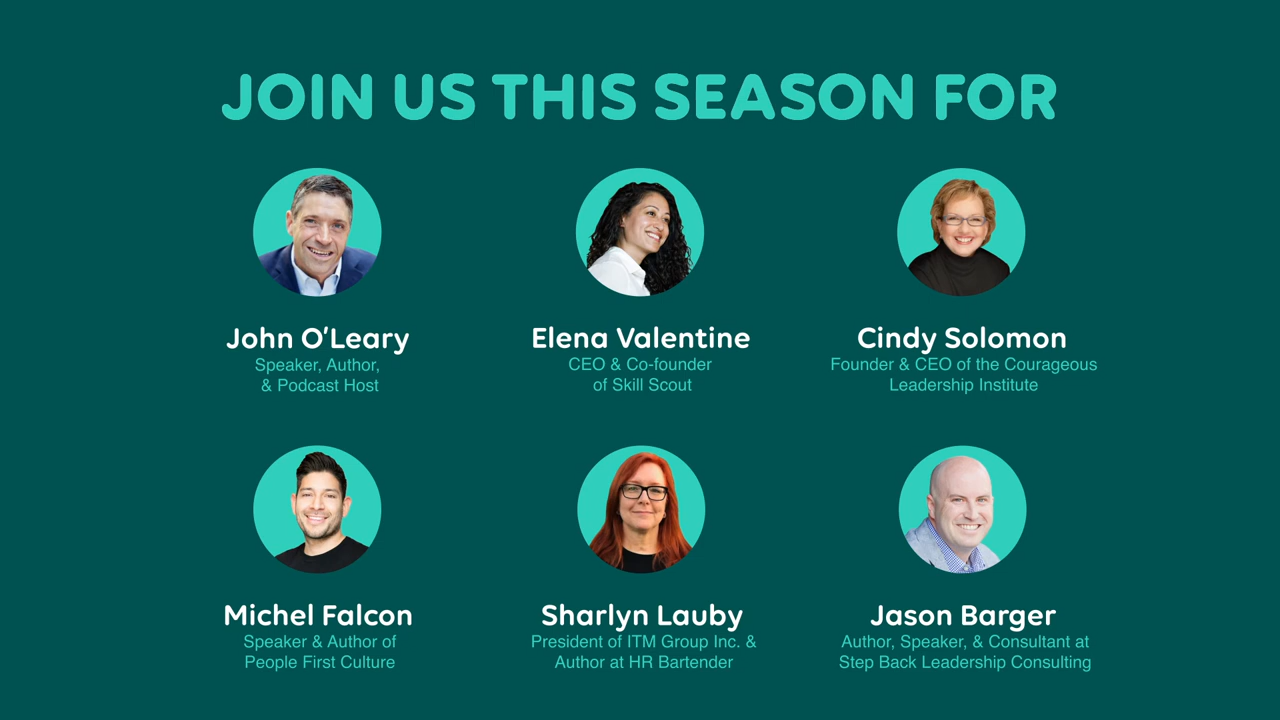 JOIN US THIS SEASON FOR
John O'Leary
Speaker, Author,
& Podcast Host
Elena Valentine
CEO & Co-founder
of Skill Scout
Cindy Solomon
Founder & CEO of the Courageous
Leadership Institute
Michel Falcon
Speaker & Author of
People First Culture
Sharlyn Lauby
President of ITM Group Inc. &
Author at HR Bartender
Jason Barger
Author, Speaker, & Consultant at
Step Back Leadership Consulting